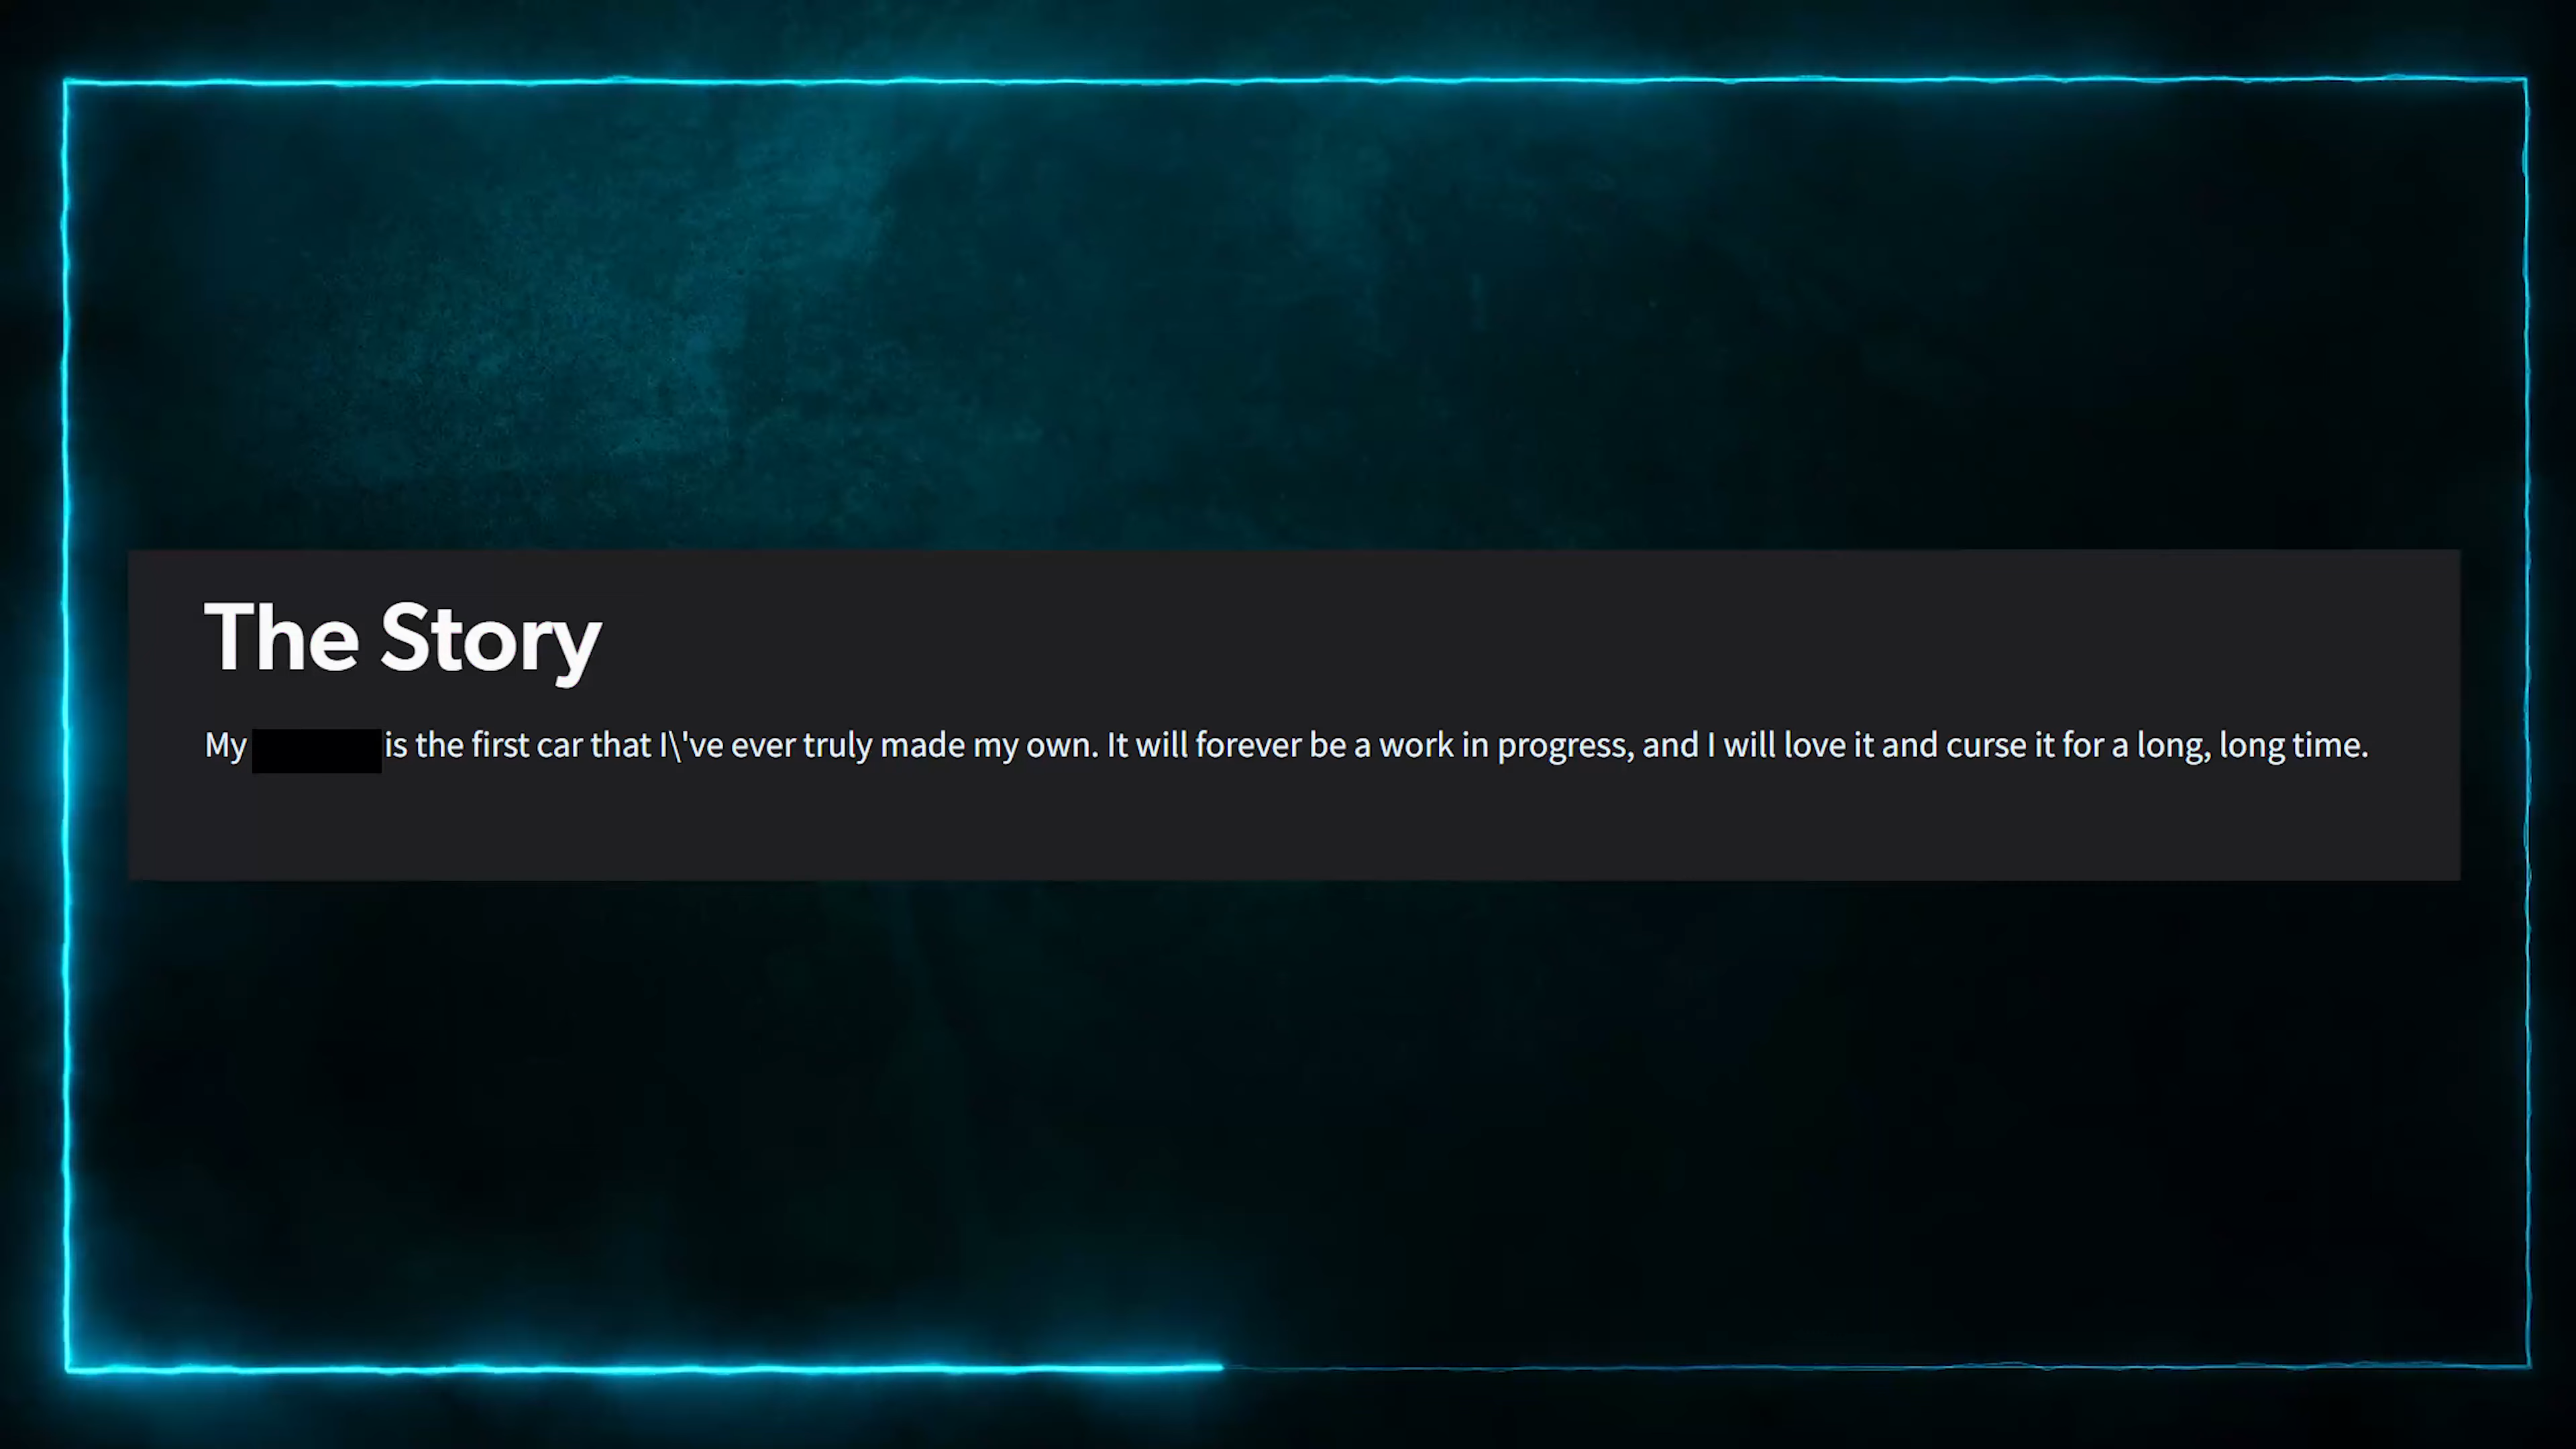 The Story
My is the first car that I\'ve ever truly made my own. It will forever be a work in progress, and I will love it and curse it for a long, long time.